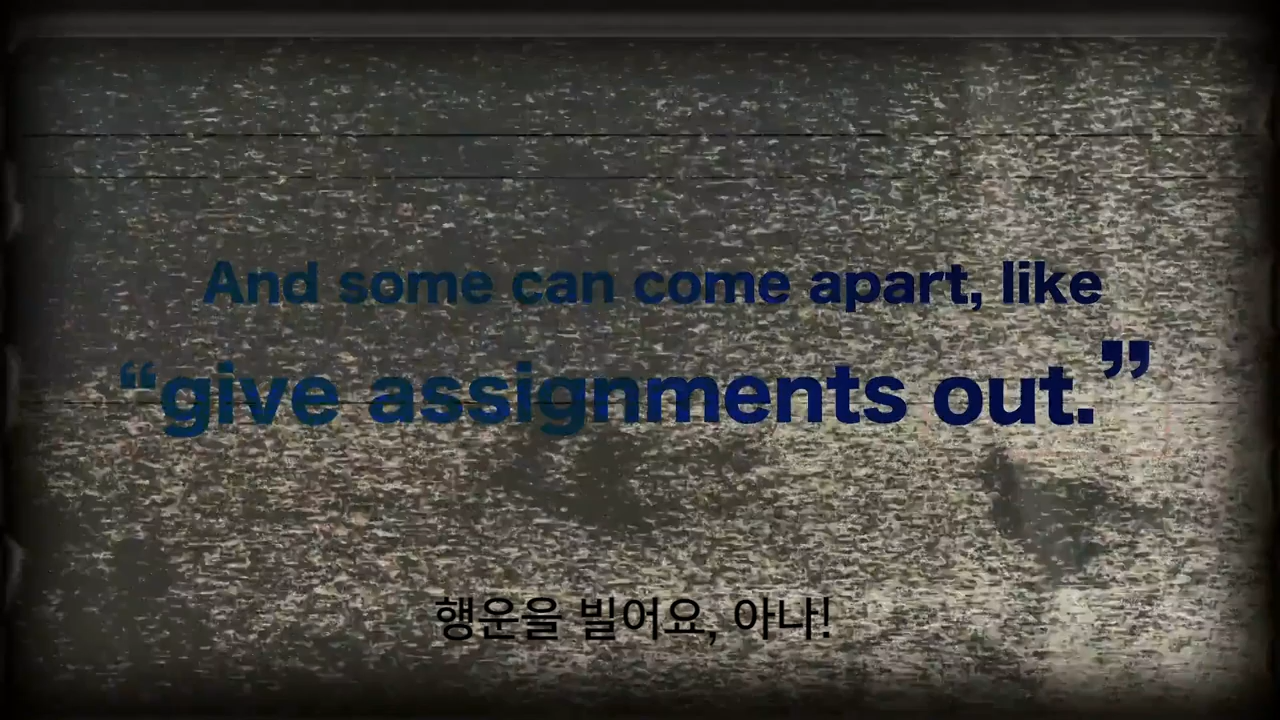 And some can come apart, like
“give assignments out.”
행운을 빌어요, 아나!